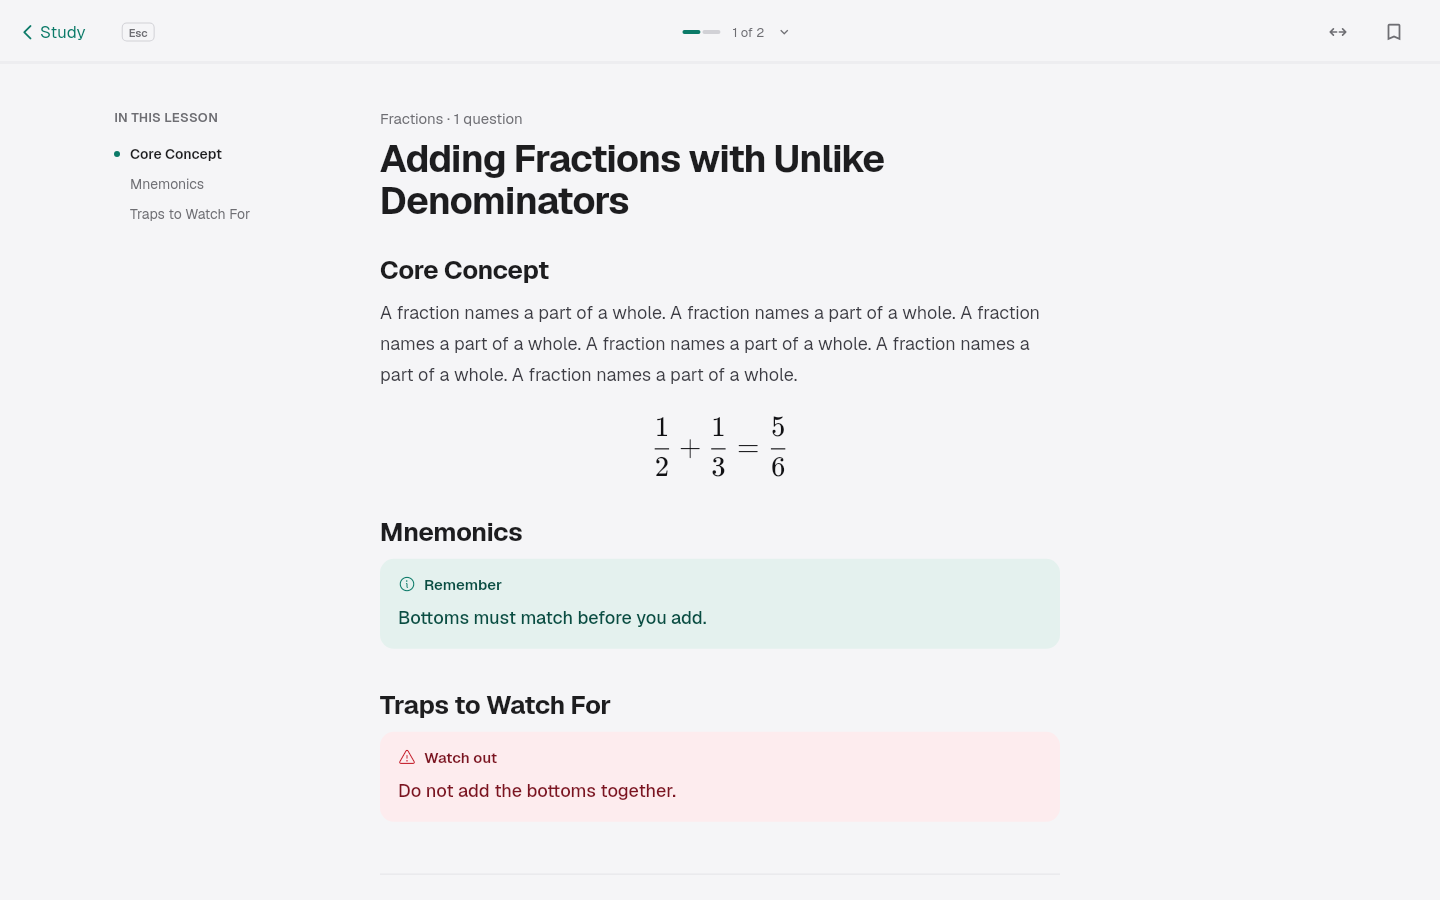 Study
Esc
1 of 2
IN THIS LESSON
Core Concept
Mnemonics
Traps to Watch For
Fractions · 1 question
Adding Fractions with Unlike
Denominators
Core Concept
A fraction names a part of a whole. A fraction names a part of a whole. A fraction
names a part of a whole. A fraction names a part of a whole. A fraction names a
part of a whole. A fraction names a part of a whole.
1/2 + 1/3 = 5/6
Mnemonics
Remember
Bottoms must match before you add.
Traps to Watch For
Watch out
Do not add the bottoms together.